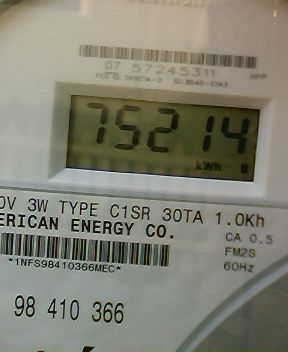 07 57245311
75214
kWh
0V 3W TYPE C1SR 30TA 1.0Kh
ERICAN ENERGY CO.
CA 0.5
FM2S
60Hz
*1NFS98410366MEC*
98 410 366